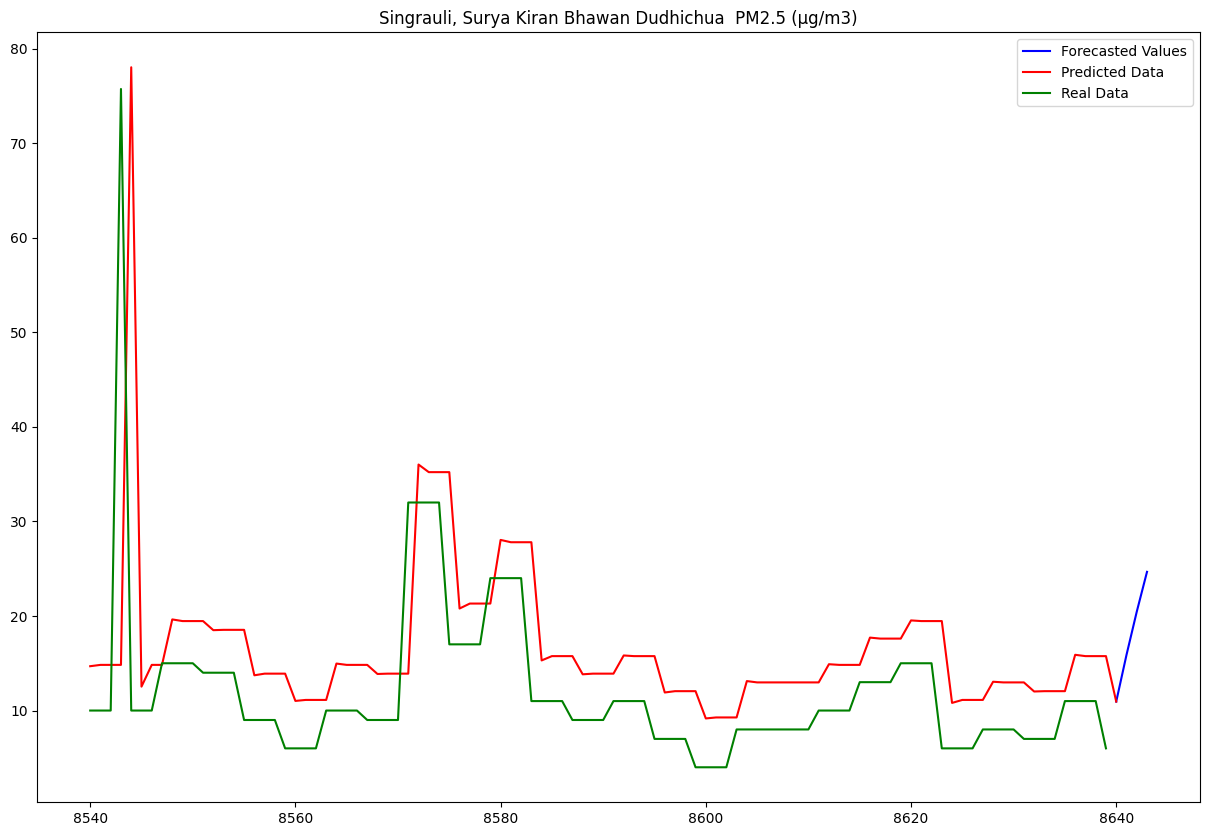 Singrauli, Surya Kiran Bhawan Dudhichua  PM2.5 (µg/m3)
Forecasted Values
Predicted Data
Real Data
80
70
60
50
40
30
20
10
8540 8560 8580 8600 8620 8640